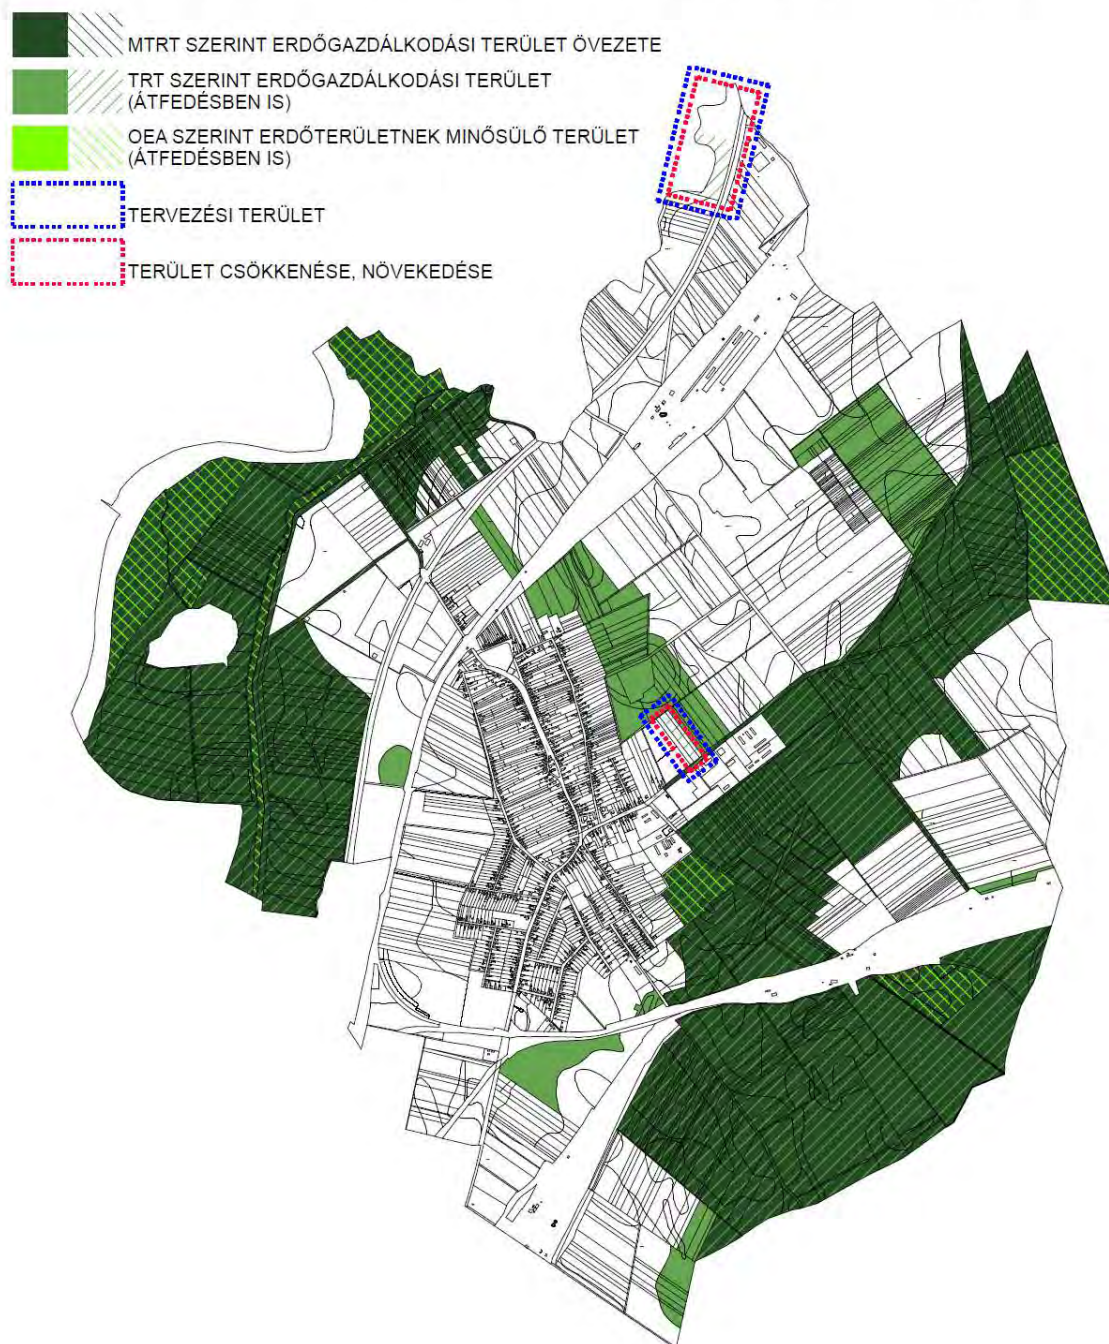 MTRT SZERINT ERDŐGAZDÁLKODÁSI TERÜLET ÖVEZETE
TRT SZERINT ERDŐGAZDÁLKODÁSI TERÜLET
(ÁTFEDÉSBEN IS)
OEA SZERINT ERDŐTERÜLETNEK MINŐSÜLŐ TERÜLET
(ÁTFEDÉSBEN IS)
TERVEZÉSI TERÜLET
TERÜLET CSÖKKENÉSE, NÖVEKEDÉSE